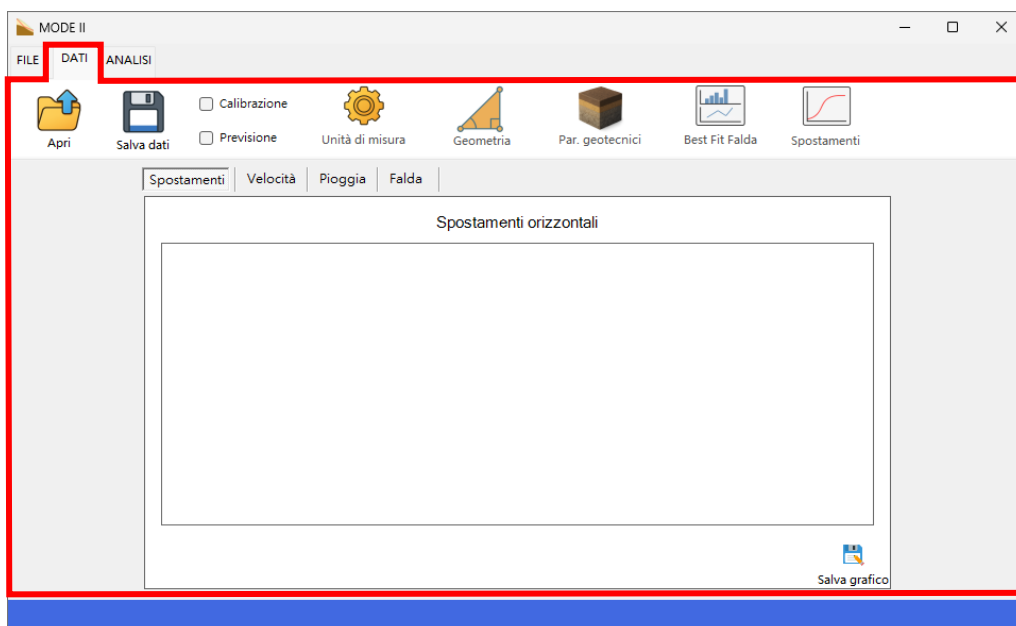 MODE II
FILE DATI ANALISI
Apri Salva dati Calibrazione Previsione Unità di misura Geometria Par. geotecnici Best Fit Falda Spostamenti
Spostamenti Velocità Pioggia Falda
Spostamenti orizzontali
Salva grafico